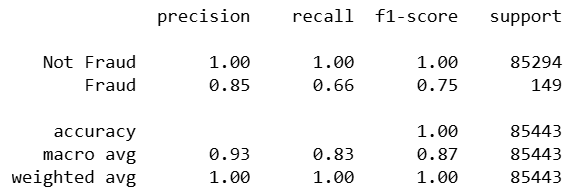 precision recall f1-score support
Not Fraud 1.00 1.00 1.00 85294
Fraud 0.85 0.66 0.75 149
accuracy 1.00 85443
macro avg 0.93 0.83 0.87 85443
weighted avg 1.00 1.00 1.00 85443